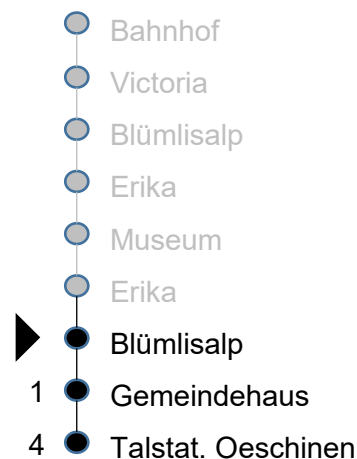 Bahnhof
Victoria
Blümlisalp
Erika
Museum
Erika
Blümlisalp
1 Gemeindehaus
4 Talstat. Oeschinen